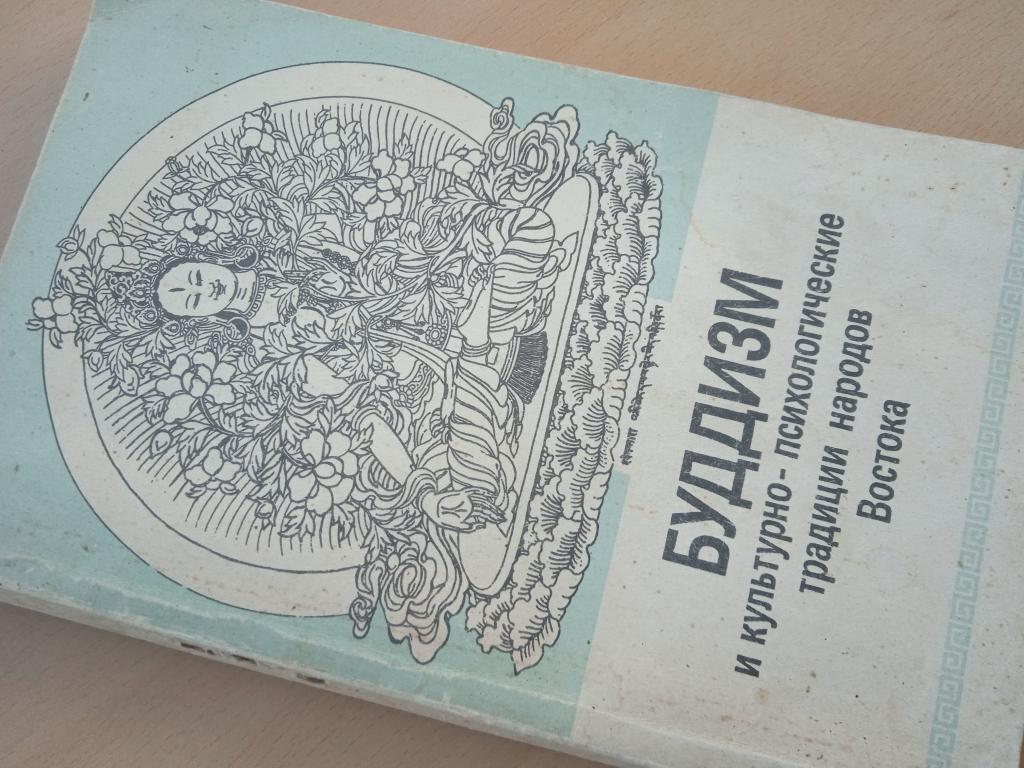 БУДДИЗМ
и культурно- психологические
традиции народов
Востока